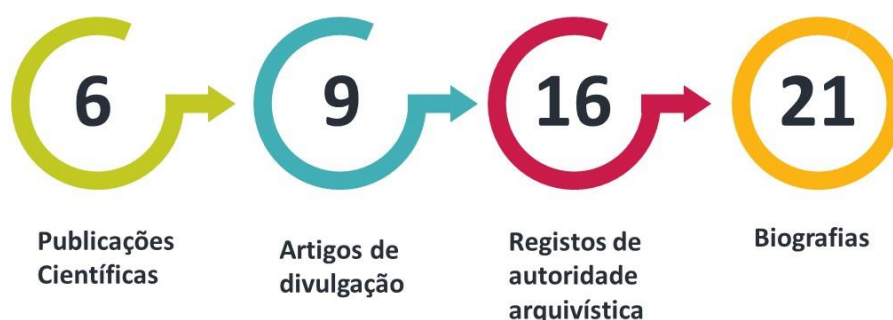 6
9
16
21
Publicações
Científicas
Artigos de
divulgação
Registos de
autoridade
arquivística
Biografias